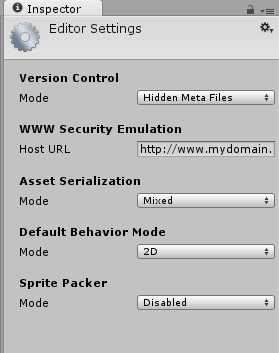 Inspector
Editor Settings
Version Control
Mode Hidden Meta Files
WWW Security Emulation
Host URL http://www.mydomain.
Asset Serialization
Mode Mixed
Default Behavior Mode
Mode 2D
Sprite Packer
Mode Disabled